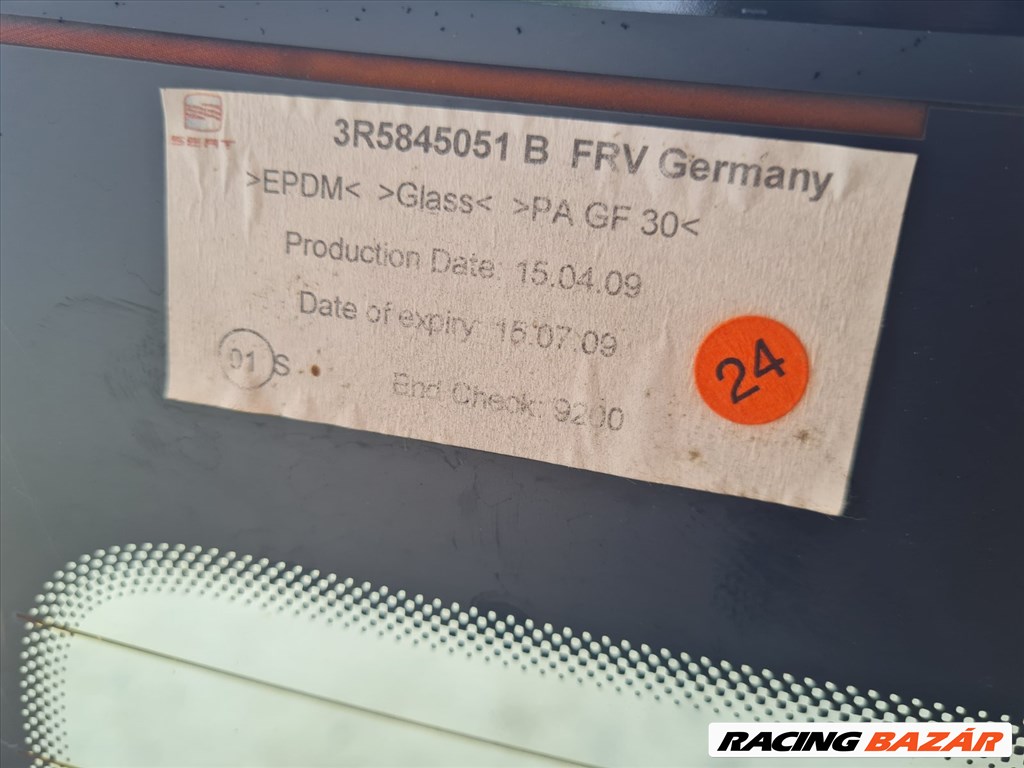 SEAT
3R5845051 B FRV Germany
>EPDM< >Glass< >PA GF 30<
Production Date: 15.04.09
Date of expiry: 15.07.09
01 S
End Check: 9200
24
RACING BAZÁR